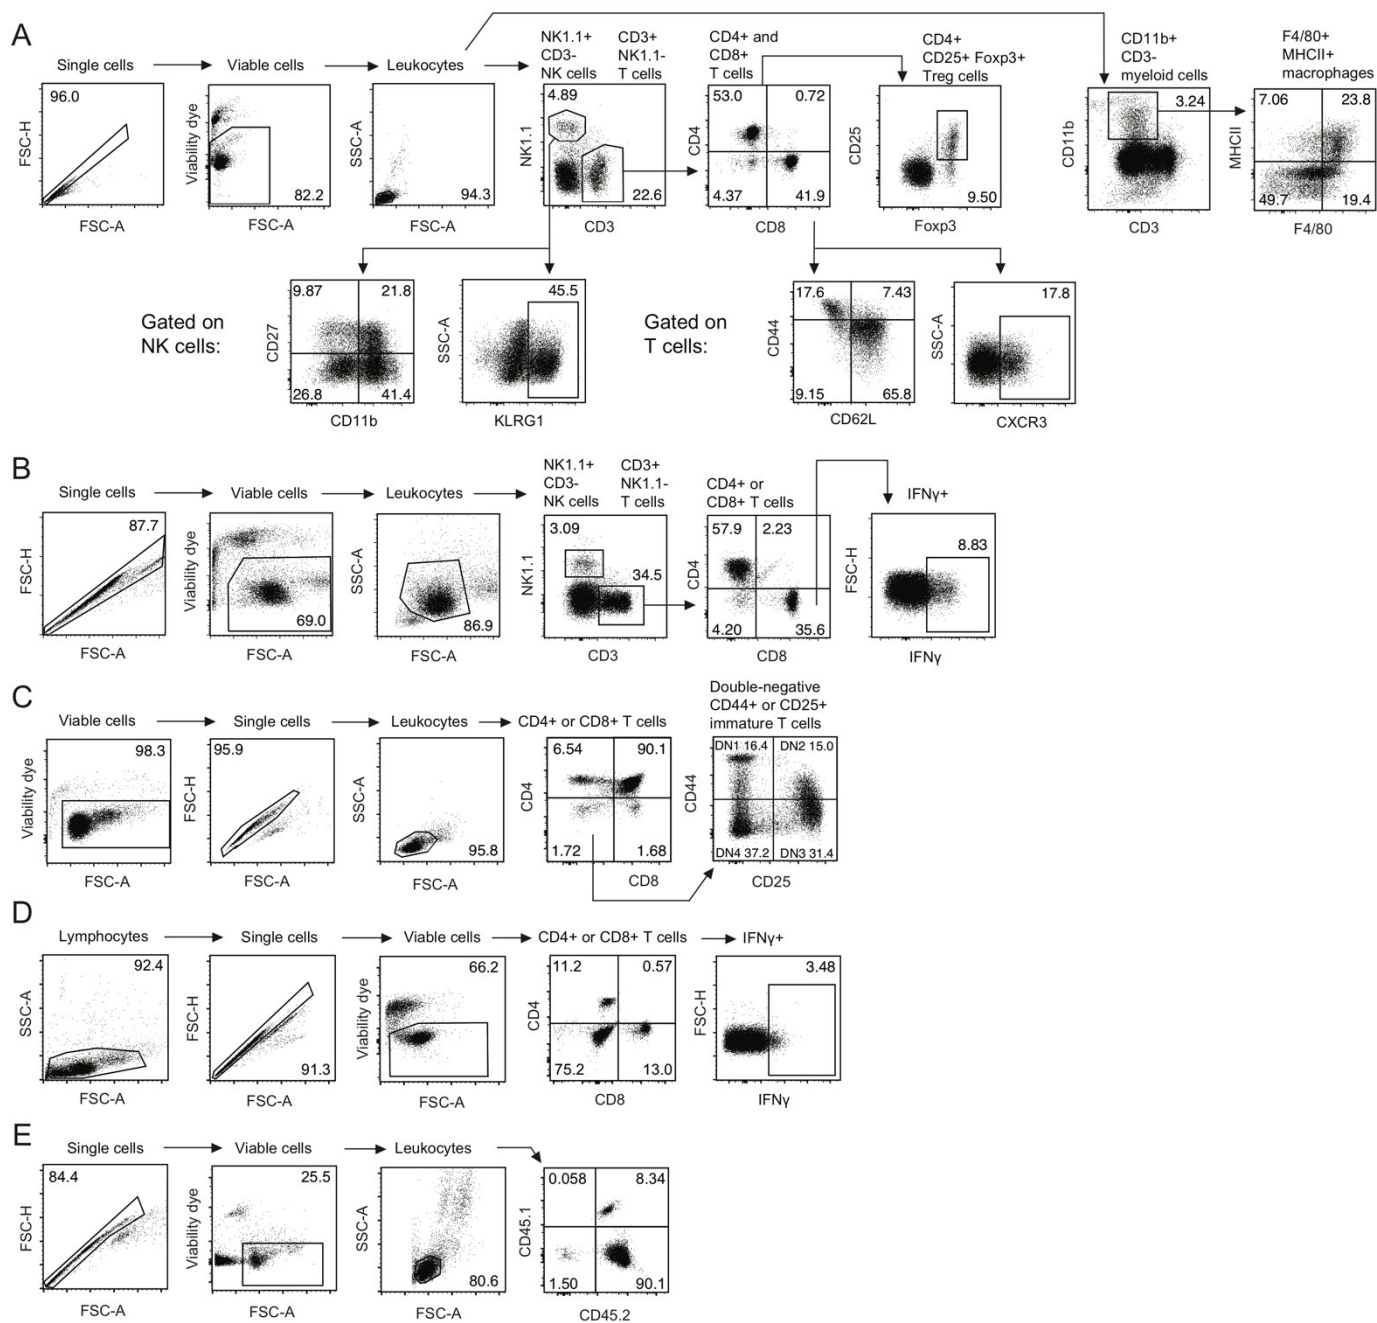 A
Single cells
Viable cells
Leukocytes
NK1.1+
CD3-
NK cells
CD3+
NK1.1-
T cells
CD4+ and
CD8+
T cells
CD4+
CD25+ Foxp3+
Treg cells
CD11b+
CD3-
myeloid cells
F4/80+
MHCII+
macrophages
96.0
FSC-H
FSC-A
Viability dye
82.2
FSC-A
SSC-A
94.3
FSC-A
4.89
NK1.1
22.6
CD3
53.0
0.72
CD4
4.37
41.9
CD8
CD25
9.50
Foxp3
3.24
CD11b
CD3
7.06
23.8
MHCII
49.7
19.4
F4/80
Gated on
NK cells:
9.87
21.8
CD27
26.8
41.4
CD11b
45.5
SSC-A
KLRG1
Gated on
T cells:
17.6
7.43
CD44
9.15
65.8
CD62L
17.8
SSC-A
CXCR3
B
Single cells
Viable cells
Leukocytes
NK1.1+
CD3-
NK cells
CD3+
NK1.1-
T cells
CD4+ or
CD8+ T cells
IFNγ+
87.7
FSC-H
FSC-A
Viability dye
69.0
FSC-A
SSC-A
86.9
FSC-A
3.09
NK1.1
34.5
CD3
57.9
2.23
CD4
4.20
35.6
CD8
8.83
FSC-H
IFNγ
C
Viable cells
Single cells
Leukocytes
CD4+ or CD8+ T cells
Double-negative
CD44+ or CD25+
immature T cells
98.3
Viability dye
FSC-A
95.9
FSC-H
FSC-A
SSC-A
95.8
FSC-A
6.54
90.1
CD4
1.72
1.68
CD8
DN1 16.4
DN2 15.0
CD44
DN4 37.2
DN3 31.4
CD25
D
Lymphocytes
Single cells
Viable cells
CD4+ or CD8+ T cells
IFNγ+
92.4
SSC-A
FSC-A
FSC-H
91.3
FSC-A
66.2
Viability dye
FSC-A
11.2
0.57
CD4
75.2
13.0
CD8
3.48
FSC-H
IFNγ
E
Single cells
Viable cells
Leukocytes
84.4
FSC-H
FSC-A
25.5
Viability dye
FSC-A
SSC-A
80.6
FSC-A
0.058
8.34
CD45.1
1.50
90.1
CD45.2